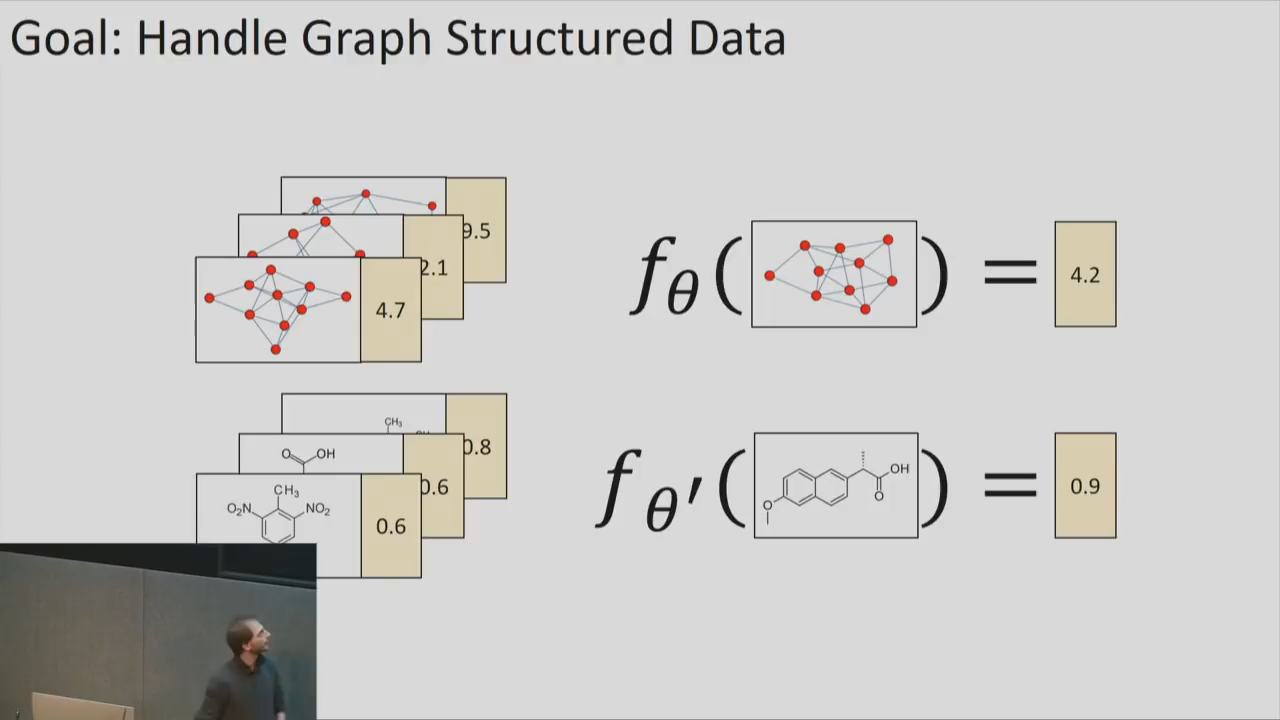 Goal: Handle Graph Structured Data
9.5
2.1
4.7
fθ( ) = 4.2
CH3
0.8
O OH
0.6
CH3
O2N NO2
0.6
fθ′( OH O O ) = 0.9